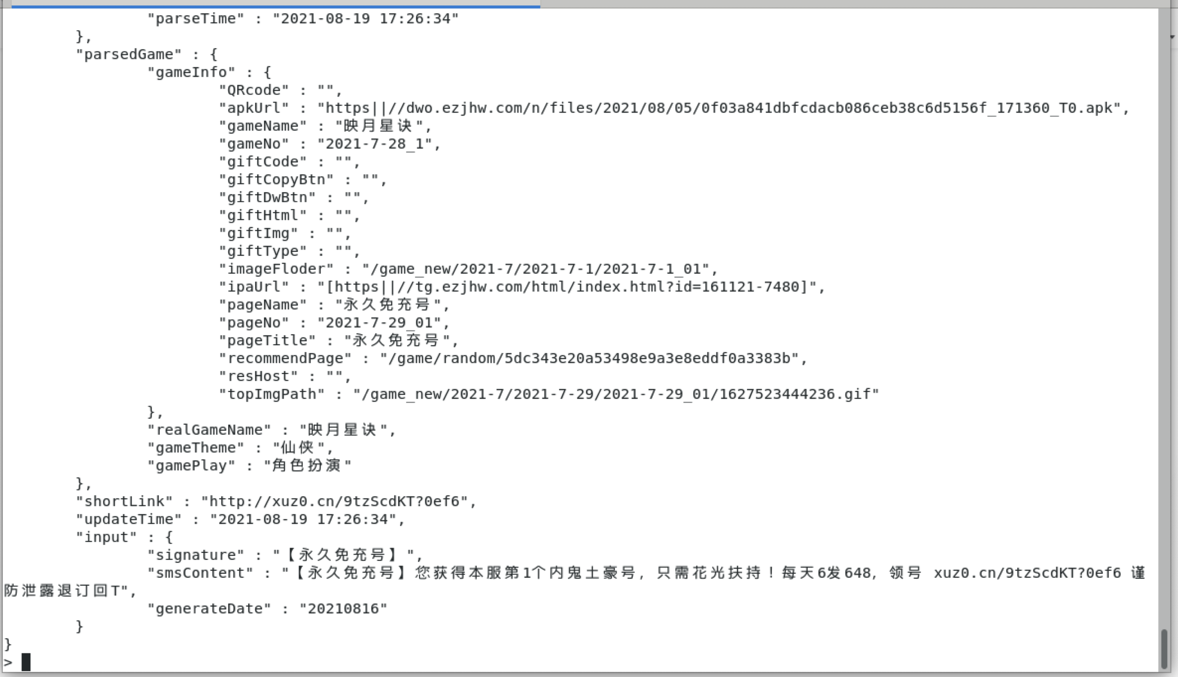 "parseTime" : "2021-08-19 17:26:34"
},
"parsedGame" : {
"gameInfo" : {
"QRcode" : "",
"apkUrl" : "https||//dwo.ezjhw.com/n/files/2021/08/05/0f03a841dbfcdacb086ceb38c6d5156f_171360_T0.apk",
"gameName" : "映月星诀",
"gameNo" : "2021-7-28_1",
"giftCode" : "",
"giftCopyBtn" : "",
"giftDwBtn" : "",
"giftHtml" : "",
"giftImg" : "",
"giftType" : "",
"imageFloder" : "/game_new/2021-7/2021-7-1/2021-7-1_01",
"ipaUrl" : "[https||//tg.ezjhw.com/html/index.html?id=161121-7480]",
"pageName" : "永久免充号",
"pageNo" : "2021-7-29_01",
"pageTitle" : "永久免充号",
"recommendPage" : "/game/random/5dc343e20a53498e9a3e8eddf0a3383b",
"resHost" : "",
"topImgPath" : "/game_new/2021-7/2021-7-29/2021-7-29_01/1627523444236.gif"
},
"realGameName" : "映月星诀",
"gameTheme" : "仙侠",
"gamePlay" : "角色扮演"
},
"shortLink" : "http://xuz0.cn/9tzScdKT?0ef6",
"updateTime" : "2021-08-19 17:26:34",
"input" : {
"signature" : "【永久免充号】",
"smsContent" : "【永久免充号】您获得本服第1个内鬼土豪号，只需花光扶持！每天6发648，领号 xuz0.cn/9tzScdKT?0ef6 谨
防泄露退订回T",
"generateDate" : "20210816"
}
}
>